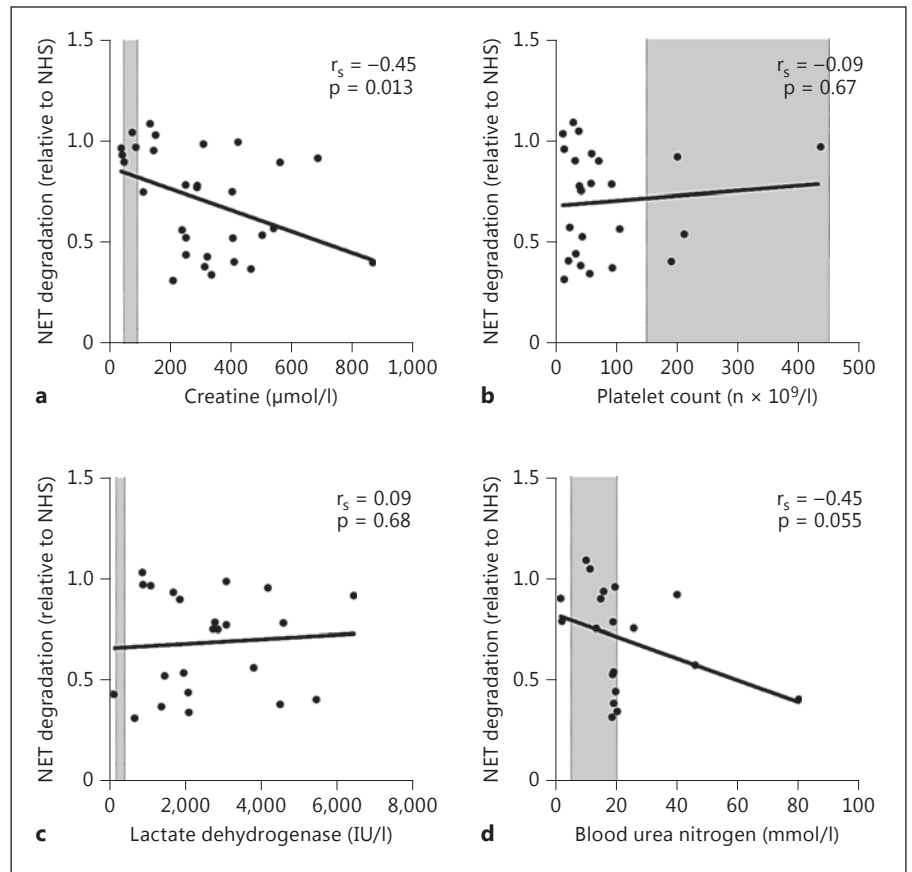 1.5
1.0
0.5
0
NET degradation (relative to NHS)
rs = –0.45
p = 0.013
0 200 400 600 800 1,000
Creatine (µmol/l)
a
1.5
1.0
0.5
0
NET degradation (relative to NHS)
rs = –0.09
p = 0.67
0 100 200 300 400 500
Platelet count (n × 10⁹/l)
b
1.5
1.0
0.5
0
NET degradation (relative to NHS)
rs = 0.09
p = 0.68
0 2,000 4,000 6,000 8,000
Lactate dehydrogenase (IU/l)
c
1.5
1.0
0.5
0
NET degradation (relative to NHS)
rs = –0.45
p = 0.055
0 20 40 60 80 100
Blood urea nitrogen (mmol/l)
d